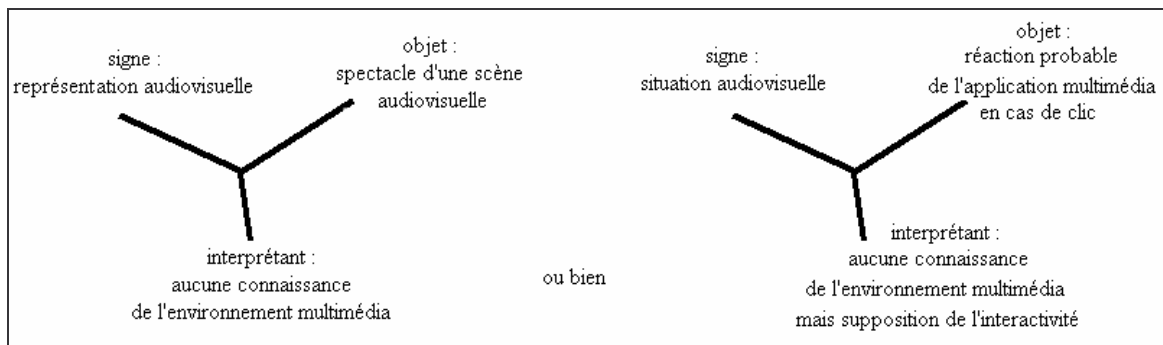 signe :
représentation audiovisuelle
objet :
spectacle d'une scène
audiovisuelle
interprétant :
aucune connaissance
de l'environnement multimédia
ou bien
signe :
situation audiovisuelle
objet :
réaction probable
de l'application multimédia
en cas de clic
interprétant :
aucune connaissance
de l'environnement multimédia
mais supposition de l'interactivité